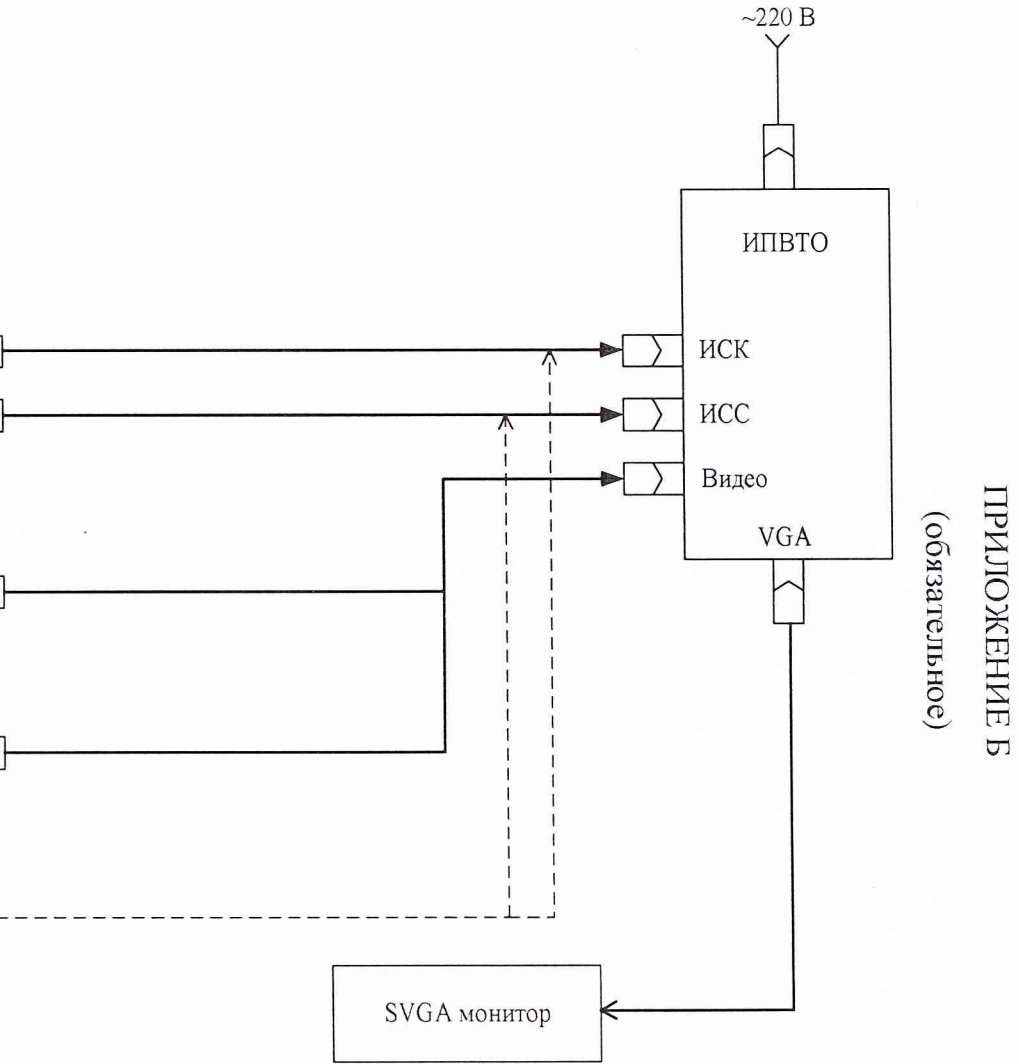 ~220 В
ИПВТО
ИСК
ИСС
Видео
VGA
SVGA монитор
ПРИЛОЖЕНИЕ Б
(обязательное)